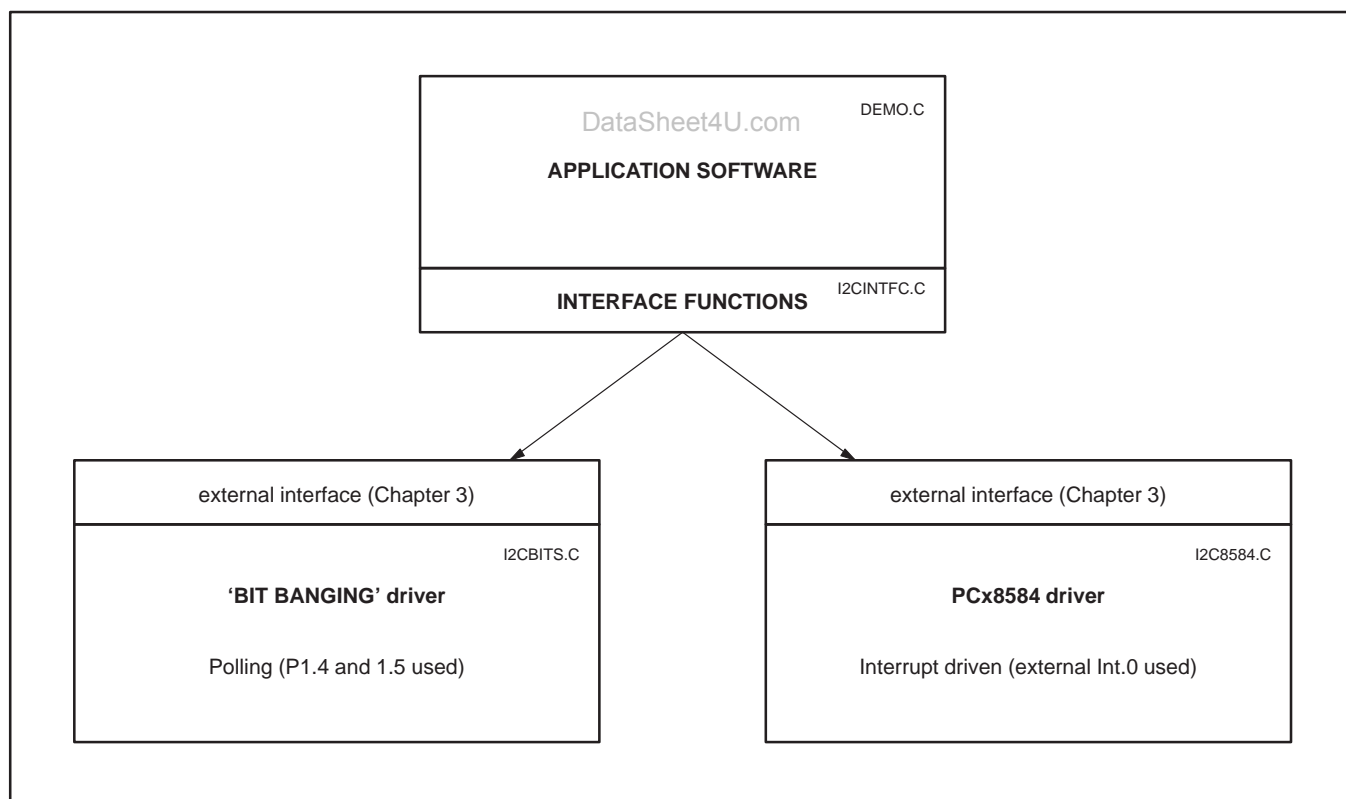 DEMO.C
DataSheet4U.com
APPLICATION SOFTWARE
I2CINTFC.C
INTERFACE FUNCTIONS
external interface (Chapter 3)
I2CBITS.C
‘BIT BANGING’ driver
Polling (P1.4 and 1.5 used)
external interface (Chapter 3)
I2C8584.C
PCx8584 driver
Interrupt driven (external Int.0 used)